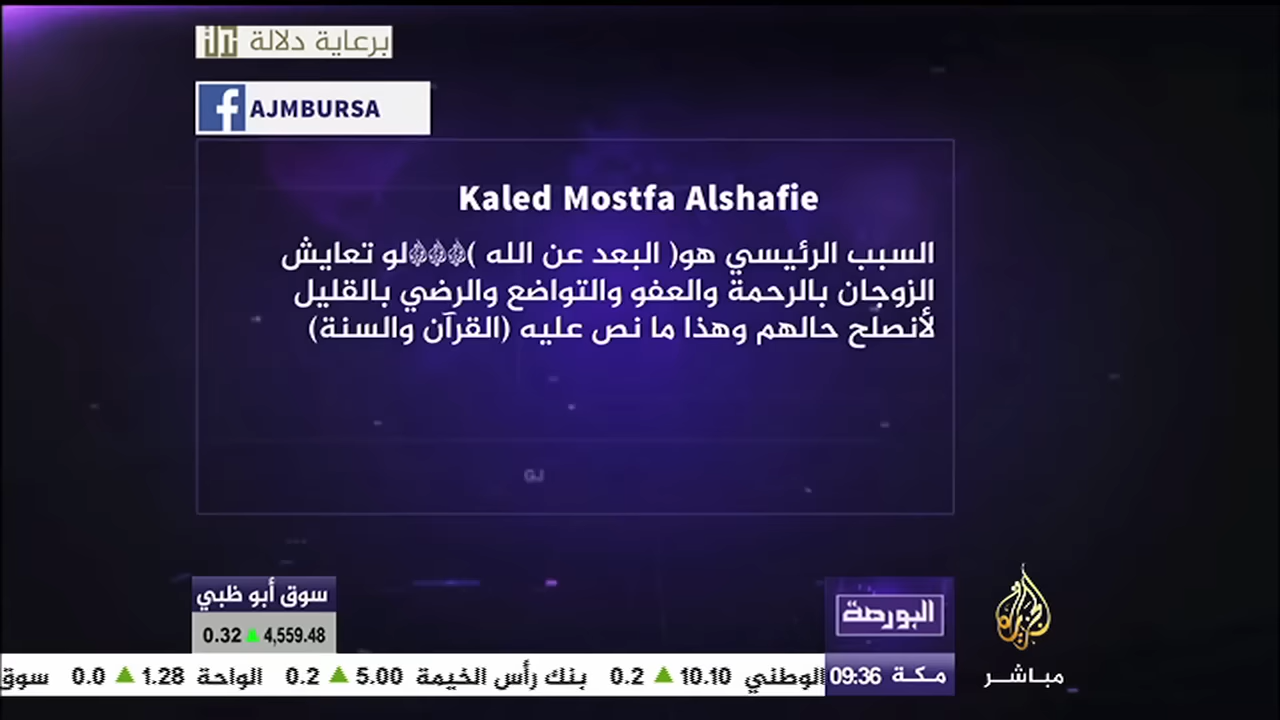 برعاية دلالة
AJMBURSA
Kaled Mostfa Alshafie
السبب الرئيسي هو( البعد عن الله )لو تعايش
الزوجان بالرحمة والعفو والتواضع والرضي بالقليل
لأنصلح حالهم وهذا ما نص عليه (القرآن والسنة)
سوق أبو ظبي
4,559.48 ▲ 0.32
البورصة
الجزيرة
مباشر
مكة 09:36
الوطني 10.10 ▲ 0.2 بنك رأس الخيمة 5.00 ▲ 0.2 الواحة 1.28 ▲ 0.0 سوق